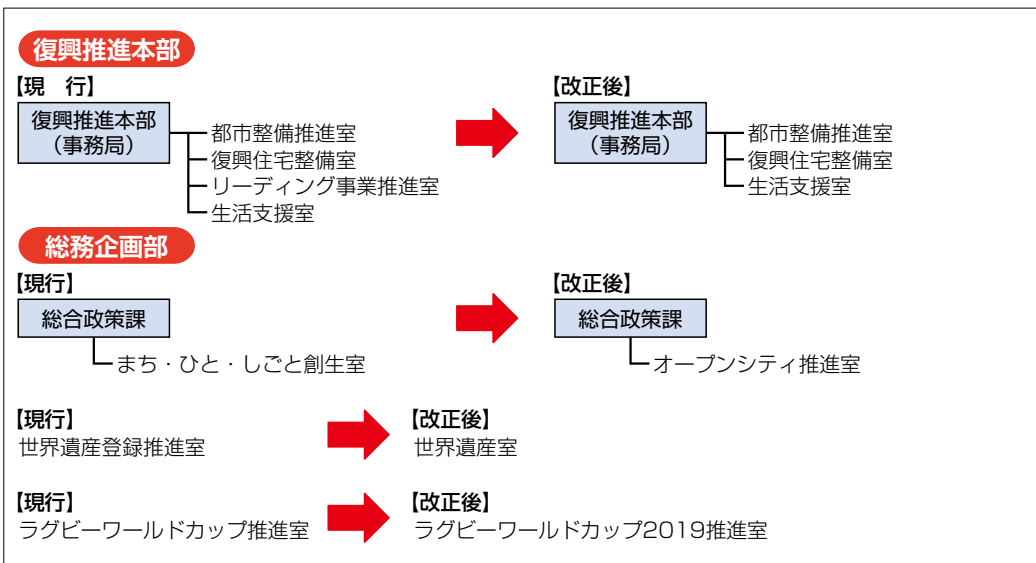 復興推進本部
【現　行】
復興推進本部
（事務局）
都市整備推進室
復興住宅整備室
リーディング事業推進室
生活支援室
【改正後】
復興推進本部
（事務局）
都市整備推進室
復興住宅整備室
生活支援室
総務企画部
【現行】
総合政策課
まち・ひと・しごと創生室
【改正後】
総合政策課
オープンシティ推進室
【現行】
世界遺産登録推進室
【改正後】
世界遺産室
【現行】
ラグビーワールドカップ推進室
【改正後】
ラグビーワールドカップ2019推進室